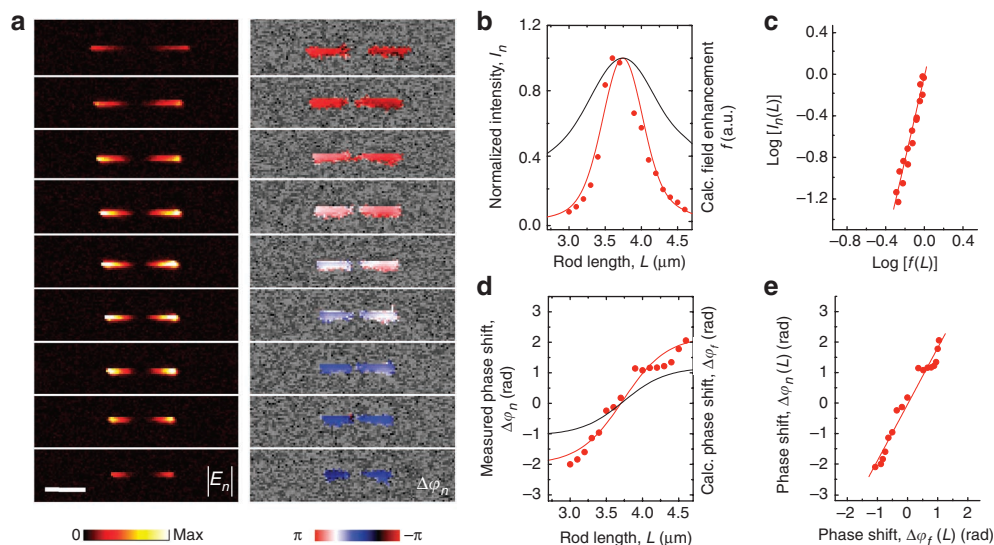 a
|E_n|
Δφ_n
0 Max
π −π
b
Normalized intensity, I_n
1.0
0.8
0.6
0.4
0.2
0.0
3.0 3.5 4.0 4.5
Rod length, L (μm)
Calc. field enhancement
f (a.u.)
c
Log [I_n(L)]
0.4
0.0
−0.4
−0.8
−1.2
−0.8 −0.4 0.0 0.4
Log [f(L)]
d
Measured phase shift,
Δφ_n (rad)
3
2
1
0
−1
−2
−3
3.0 3.5 4.0 4.5
Rod length, L (μm)
Calc. phase shift, Δφ_f (rad)
e
Phase shift, Δφ_n (L) (rad)
3
2
1
0
−1
−2
−3
−2 −1 0 1 2
Phase shift, Δφ_f (L) (rad)